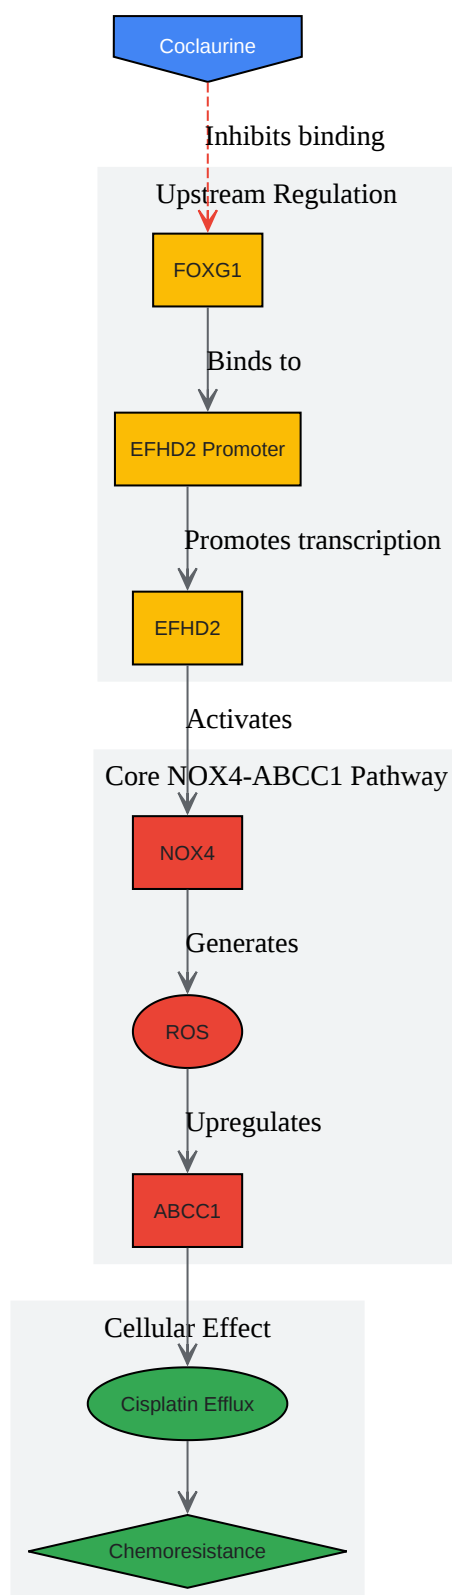 Coclaurine
Inhibits binding
Upstream Regulation
FOXG1
Binds to
EFHD2 Promoter
Promotes transcription
EFHD2
Activates
Core NOX4-ABCC1 Pathway
NOX4
Generates
ROS
Upregulates
ABCC1
Cellular Effect
Cisplatin Efflux
Chemoresistance